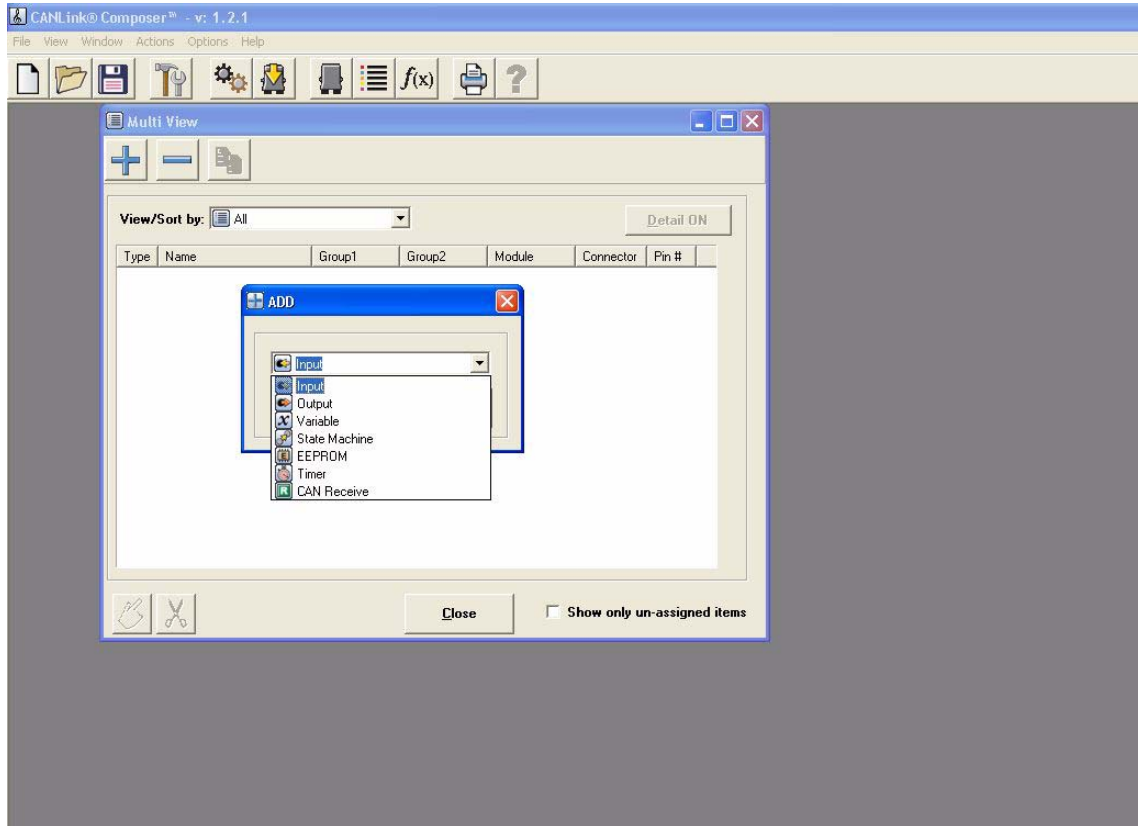 CANLink® Composer™ - v: 1.2.1
File View Window Actions Options Help
f(x) ?
Multi View
View/Sort by: All
Detail ON
Type Name Group1 Group2 Module Connector Pin #
ADD
Input
Input
Output
x Variable
State Machine
E EEPROM
Timer
R CAN Receive
Close
Show only un-assigned items